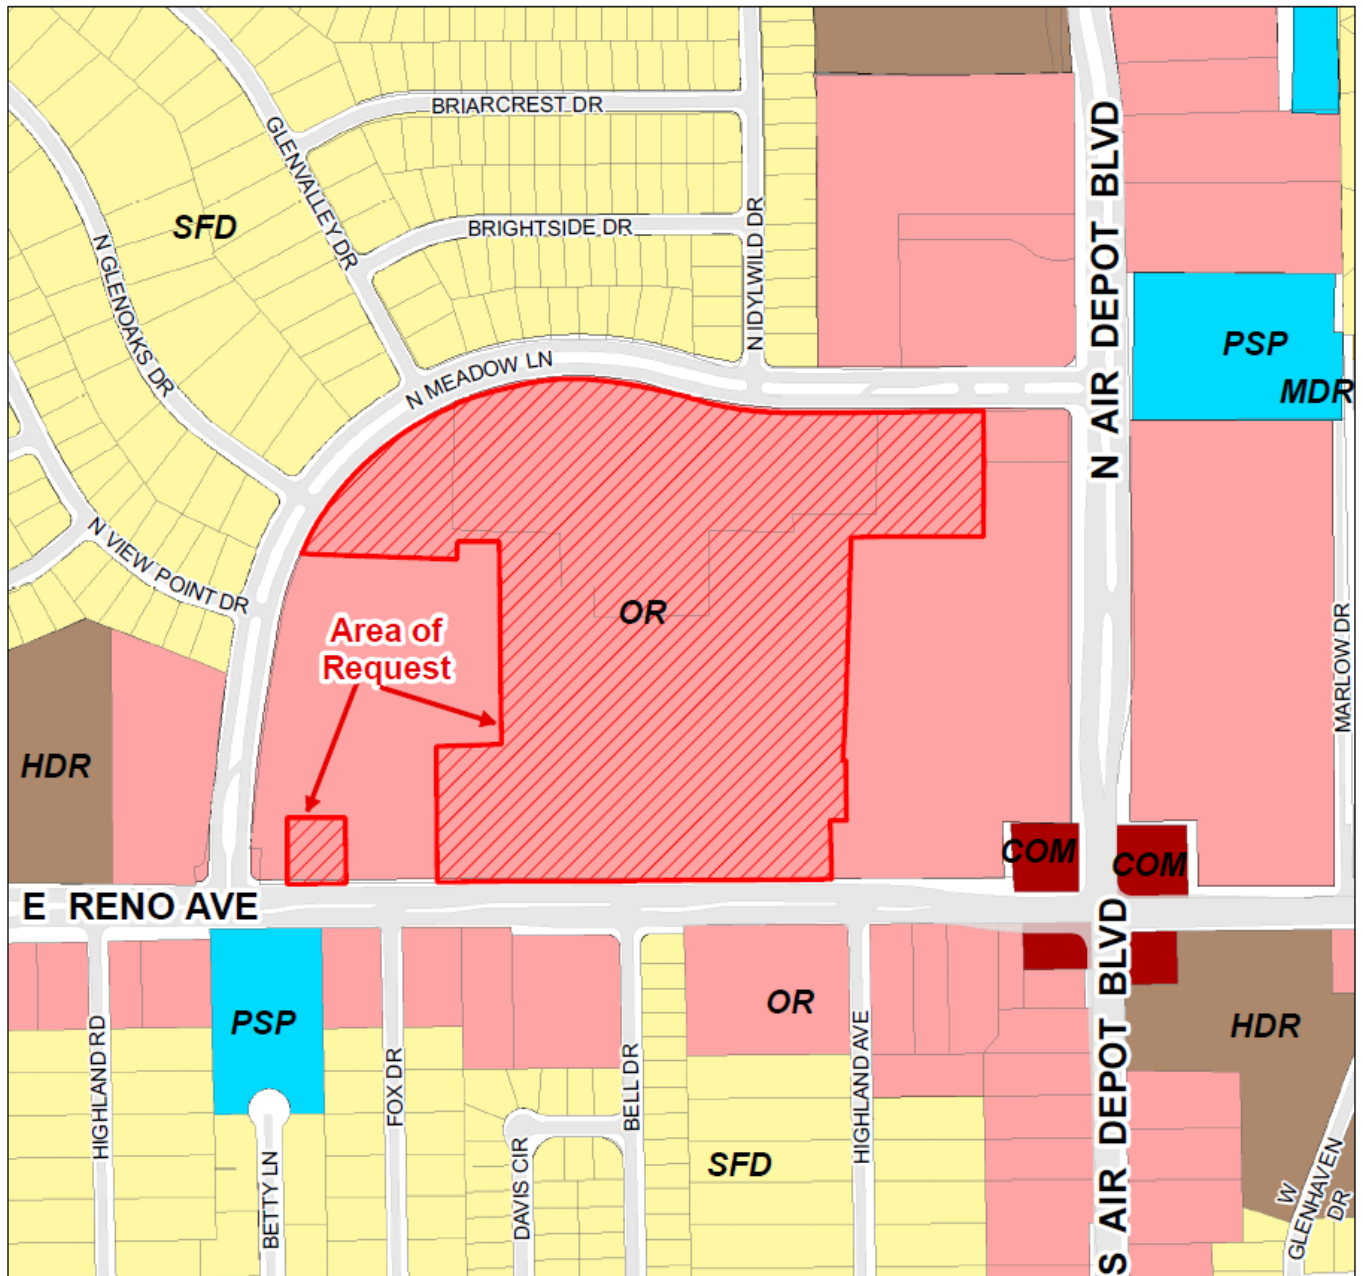 BRIARCREST DR
GLENVALLEY DR
N AIR DEPOT BLVD
SFD
BRIGHTSIDE DR
N IDYLWILD DR
N GLENOAKS DR
PSP
MDR
N MEADOW LN
N VIEW POINT DR
OR
Area of
Request
MARLOW DR
HDR
COM
COM
E RENO AVE
PSP
OR
HDR
HIGHLAND RD
FOX DR
BELL DR
HIGHLAND AVE
S AIR DEPOT BLVD
BETTY LN
DAVIS CIR
SFD
W
GLENHAVEN
DR